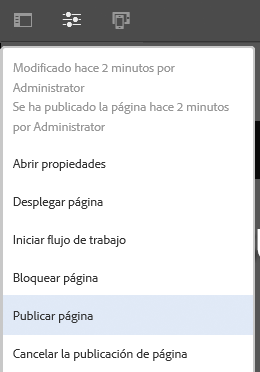 Modificado hace 2 minutos por
Administrator
Se ha publicado la página hace 2 minutos
por Administrator
Abrir propiedades
Desplegar página
Iniciar flujo de trabajo
Bloquear página
Publicar página
Cancelar la publicación de página